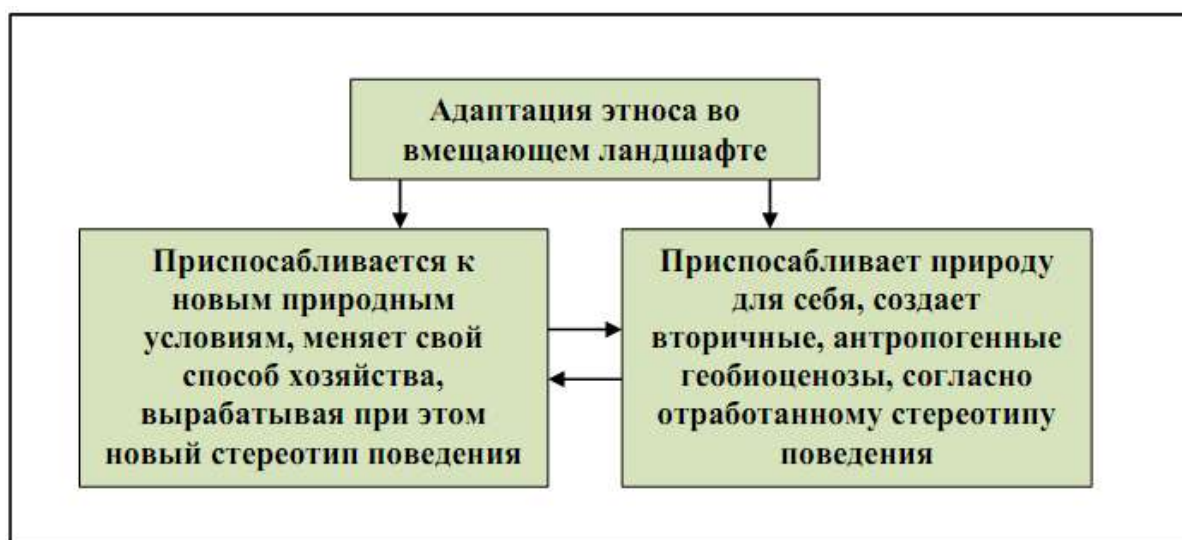 Адаптация этноса во
вмещающем ландшафте
Приспосабливается к
новым природным
условиям, меняет свой
способ хозяйства,
вырабатывая при этом
новый стереотип поведения
Приспосабливает природу
для себя, создает
вторичные, антропогенные
геобиоценозы, согласно
отработанному стереотипу
поведения